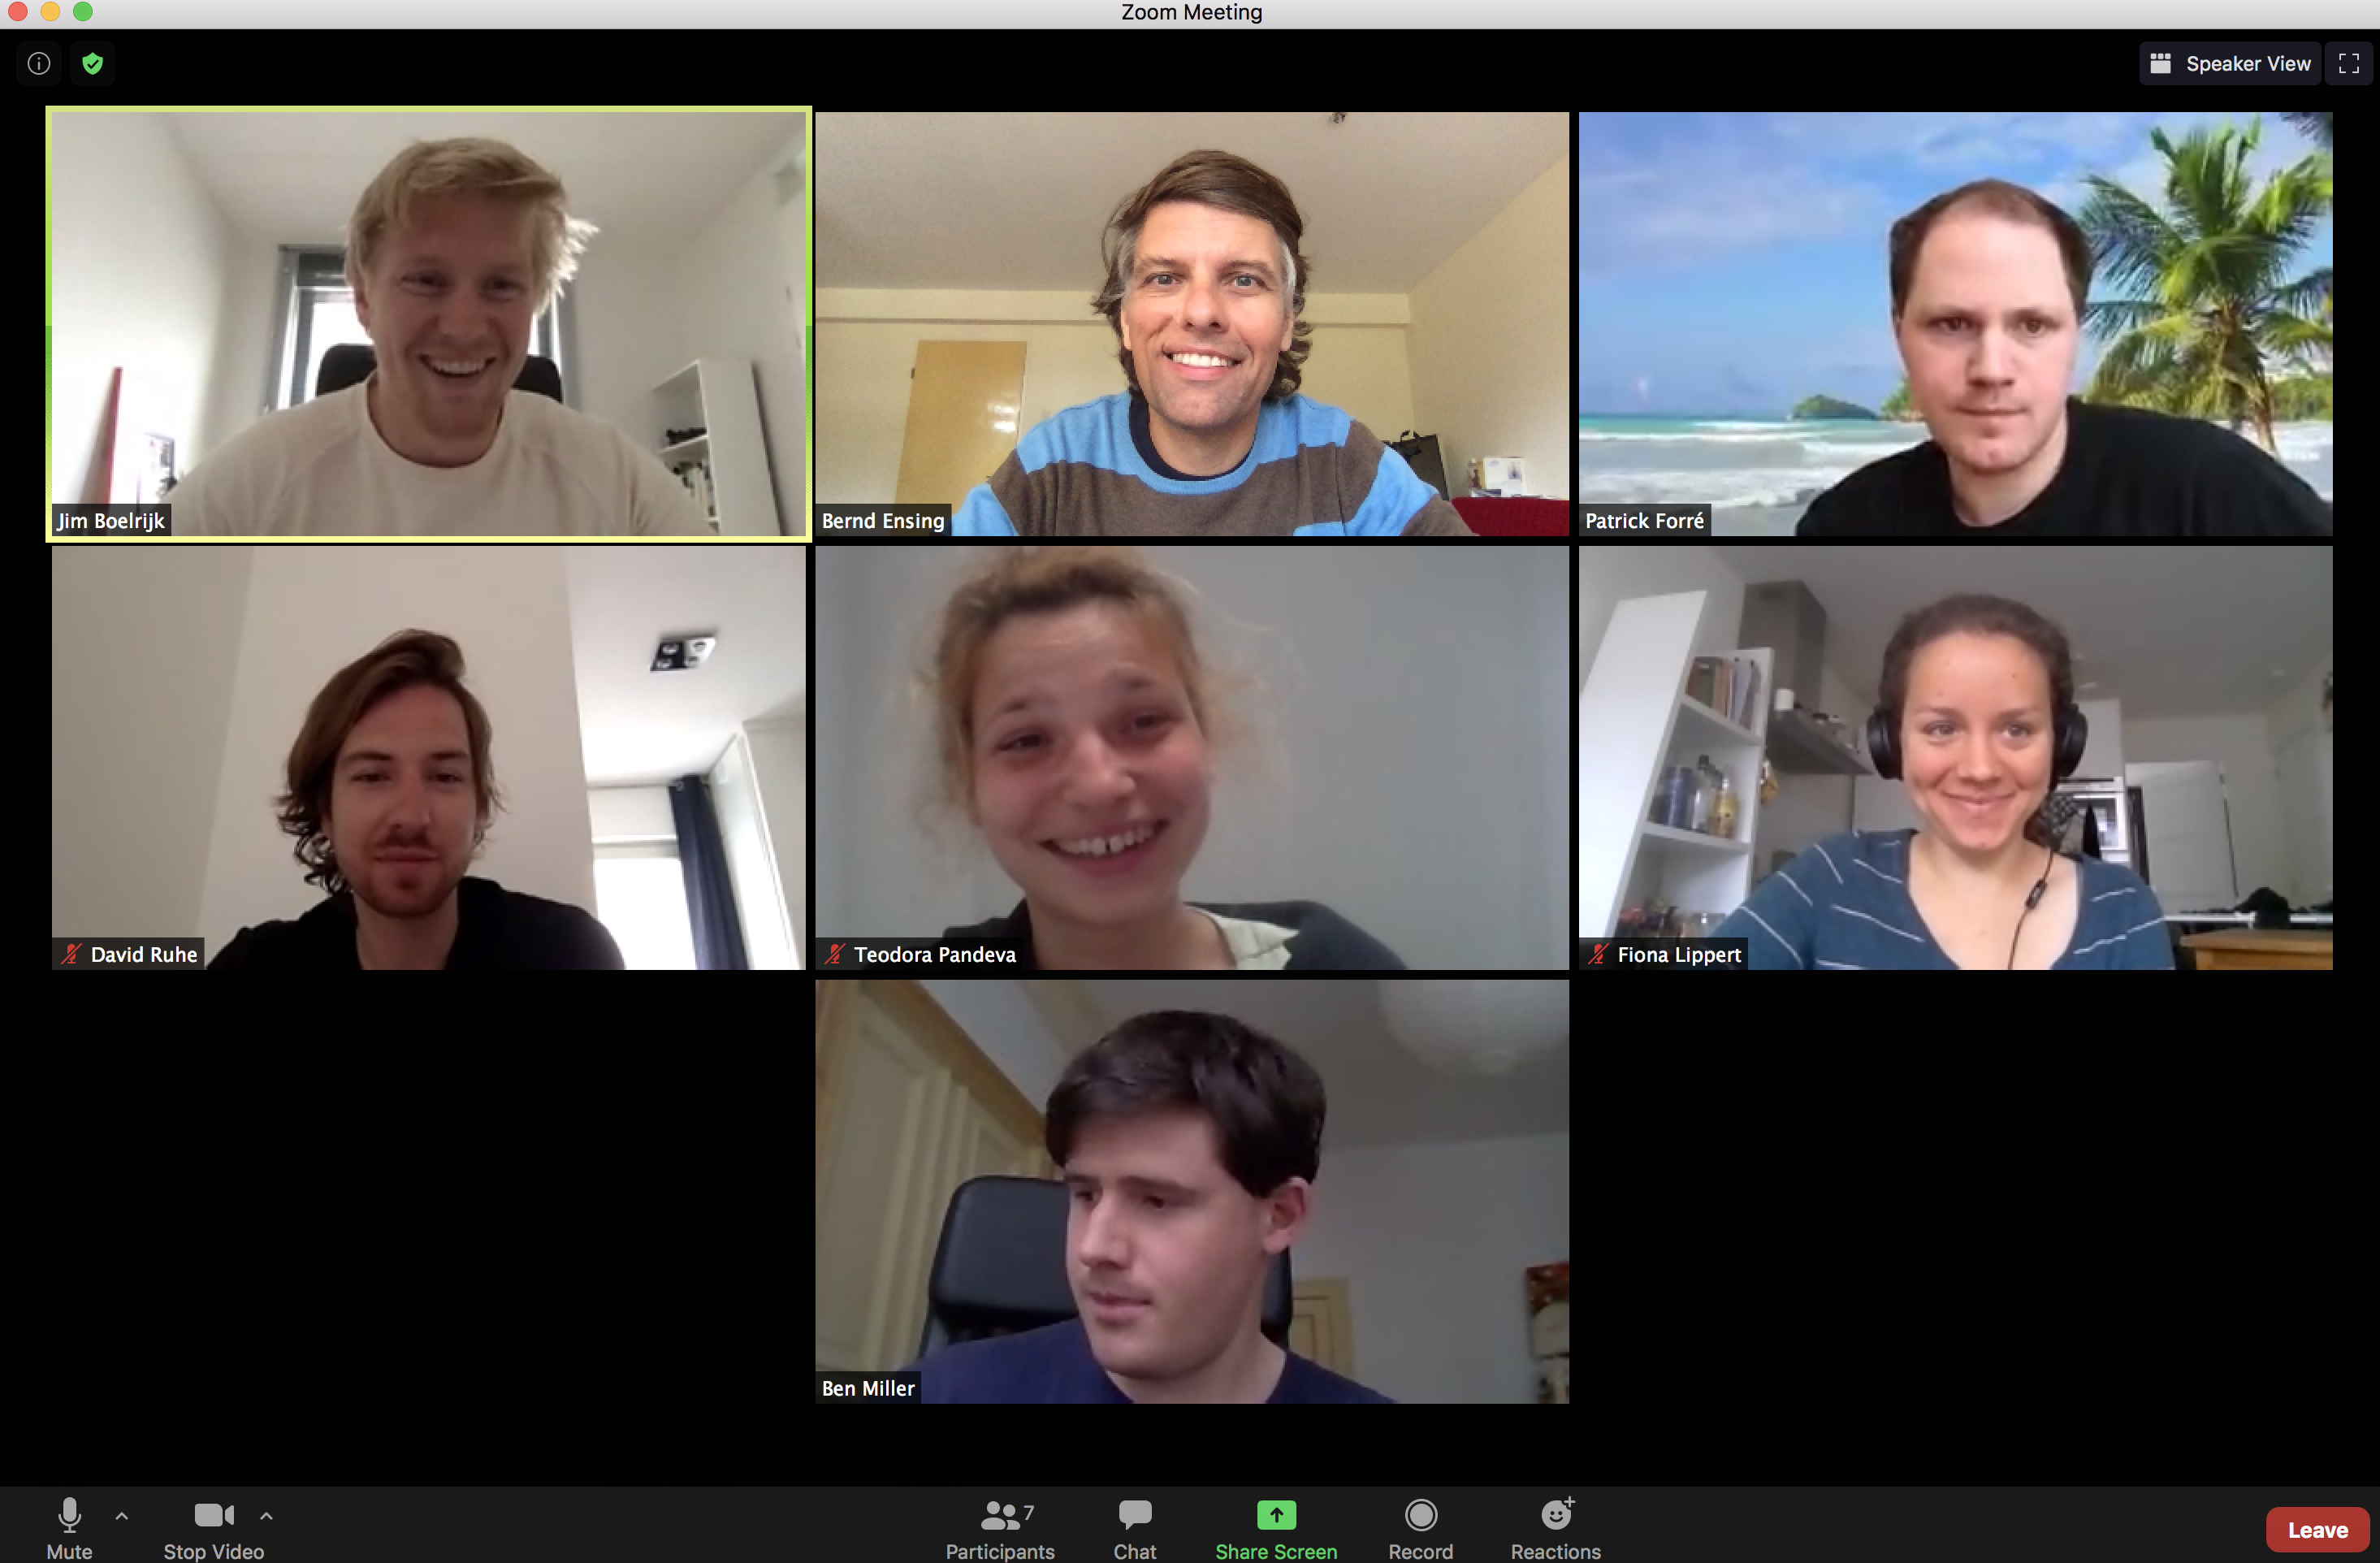 Zoom Meeting
Speaker View
Jim Boelrijk
Bernd Ensing
Patrick Forré
David Ruhe
Teodora Pandeva
Fiona Lippert
Ben Miller
7
Mute
Stop Video
Participants
Chat
Share Screen
Record
Reactions
Leave